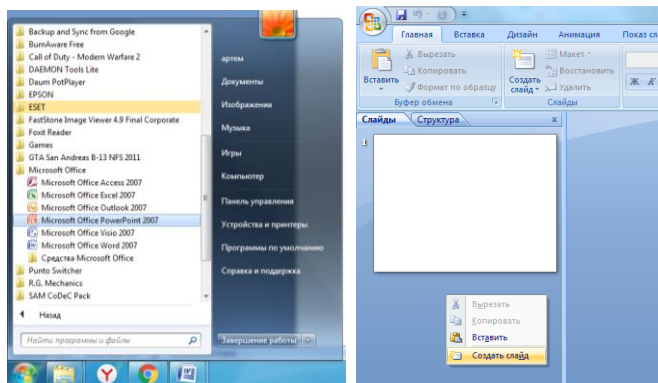 Backup and Sync from Google
BurnAware Free
Call of Duty - Modern Warfare 2
DAEMON Tools Lite
Daum PotPlayer
EPSON
ESET
FastStone Image Viewer 4.9 Final Corporate
Foxit Reader
Games
GTA San Andreas B-13 NFS 2011
Microsoft Office
Microsoft Office Access 2007
Microsoft Office Excel 2007
Microsoft Office Outlook 2007
Microsoft Office PowerPoint 2007
Microsoft Office Visio 2007
Microsoft Office Word 2007
Средства Microsoft Office
Punto Switcher
R.G. Mechanics
SAM CoDeC Pack
Назад
Найти программы и файлы
артем
Документы
Изображения
Музыка
Игры
Компьютер
Панель управления
Устройства и принтеры
Программы по умолчанию
Справка и поддержка
Завершение работы
Главная Вставка Дизайн Анимация Показ сл
Вставить
Вырезать
Копировать
Формат по образцу
Буфер обмена
Создать слайд
Макет
Восстановить
Удалить
Слайды
Ж К
Слайды Структура x
1
Вырезать
Копировать
Вставить
Создать слайд